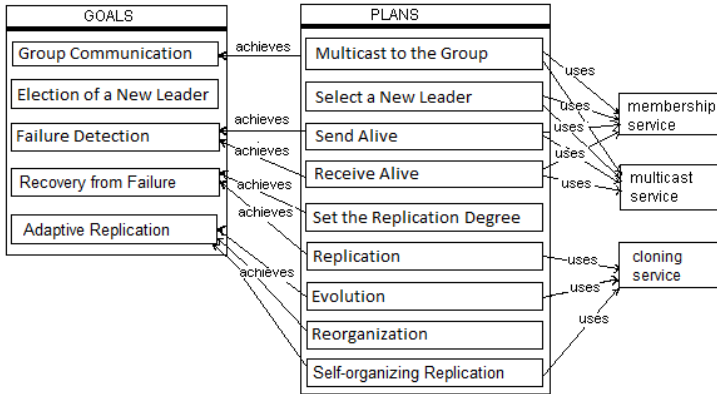 GOALS
PLANS
Group Communication
achieves
Multicast to the Group
uses
Election of a New Leader
Select a New Leader
uses
membership
service
Failure Detection
achieves
Send Alive
uses
achieves
Receive Alive
uses
multicast
service
Recovery from Failure
achieves
Set the Replication Degree
achieves
Adaptive Replication
Replication
uses
cloning
service
achieves
Evolution
uses
Reorganization
uses
Self-organizing Replication